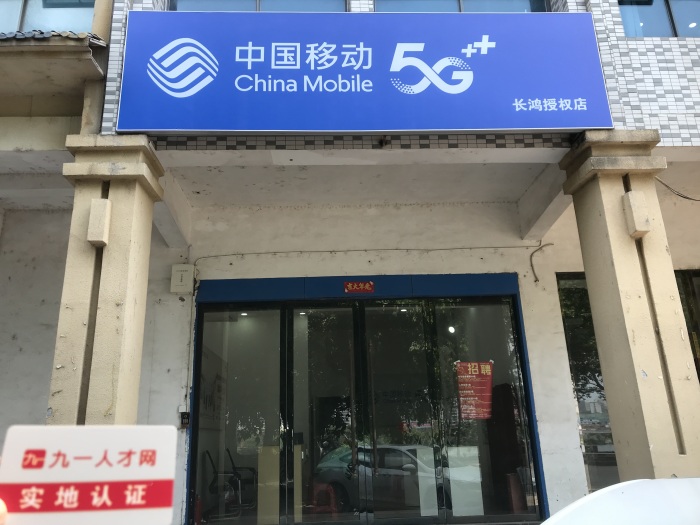 中国移动
China Mobile
5G++
长鸿授权店
招聘
九一人才网
实地认证